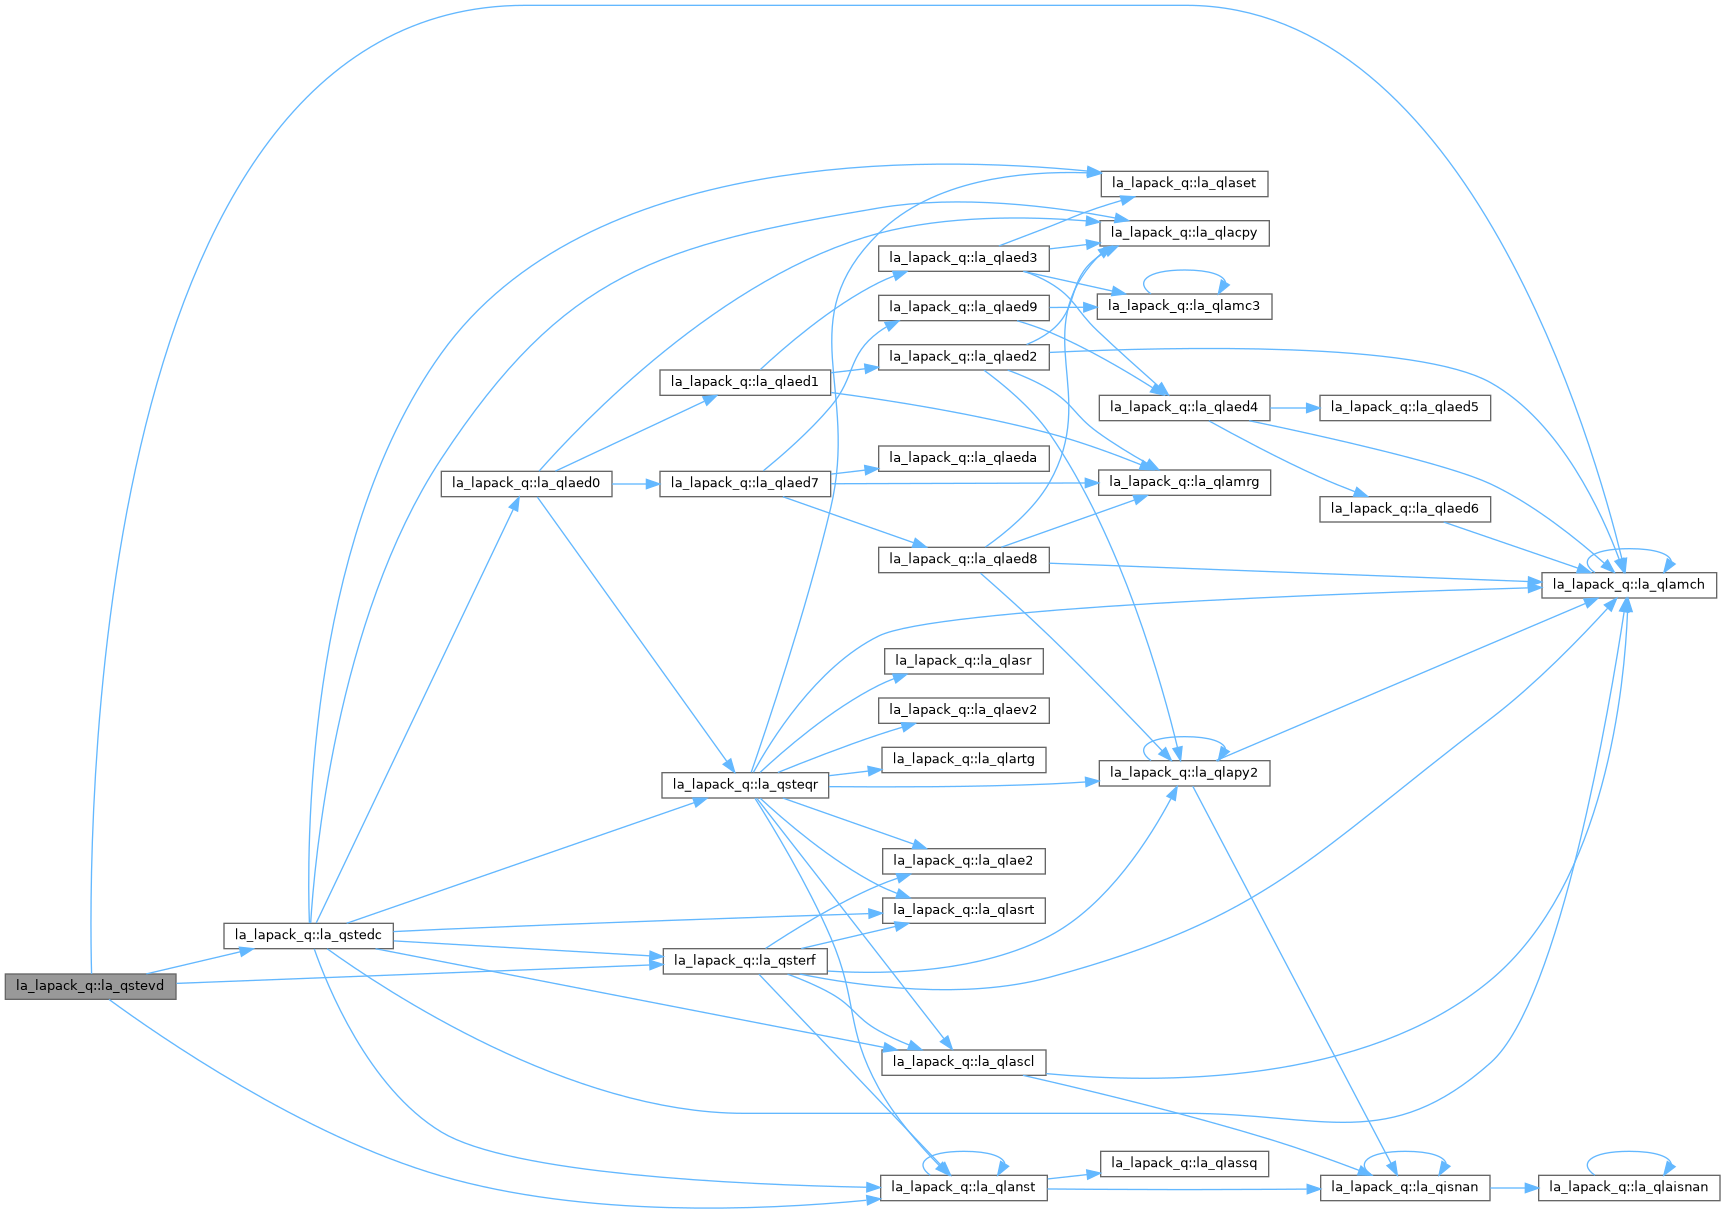 la_lapack_q::la_qlaset
la_lapack_q::la_qlacpy
la_lapack_q::la_qlaed3
la_lapack_q::la_qlamc3
la_lapack_q::la_qlaed9
la_lapack_q::la_qlaed2
la_lapack_q::la_qlaed1
la_lapack_q::la_qlaed4
la_lapack_q::la_qlaed5
la_lapack_q::la_qlaeda
la_lapack_q::la_qlaed0
la_lapack_q::la_qlaed7
la_lapack_q::la_qlamrg
la_lapack_q::la_qlaed6
la_lapack_q::la_qlaed8
la_lapack_q::la_qlamch
la_lapack_q::la_qlasr
la_lapack_q::la_qlaev2
la_lapack_q::la_qlartg
la_lapack_q::la_qlapy2
la_lapack_q::la_qsteqr
la_lapack_q::la_qlae2
la_lapack_q::la_qlasrt
la_lapack_q::la_qstedc
la_lapack_q::la_qsterf
la_lapack_q::la_qstevd
la_lapack_q::la_qlascl
la_lapack_q::la_qlassq
la_lapack_q::la_qlanst
la_lapack_q::la_qisnan
la_lapack_q::la_qlaisnan